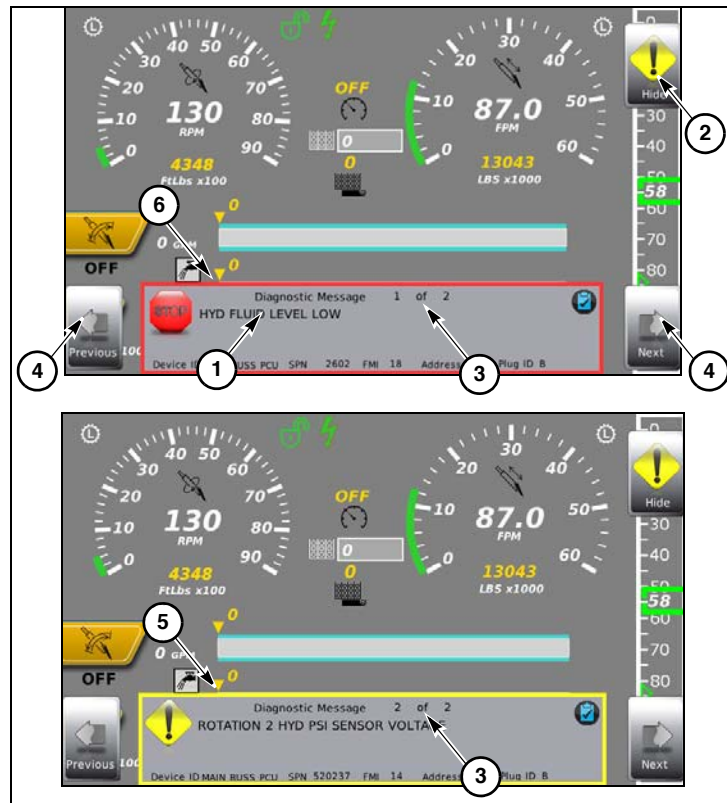 L
0 10 20 30 40 50 60 70 80 90
130
RPM
4348
FtLbs x100
OFF
0
0
L
0 10 20 30 40 50 60
87.0
FPM
13043
LBS x1000
Hide
2
30
40
58
60
70
80
6
0
0 GPM
0
OFF
STOP
Diagnostic Message 1 of 2
HYD FLUID LEVEL LOW
Device ID PCU SPN 2602 FMI 18 Address Plug ID B
Previous
Next
4
1
3
4
L
0 10 20 30 40 50 60 70 80 90
130
RPM
4348
FtLbs x100
OFF
0
0
L
0 10 20 30 40 50 60
87.0
FPM
13043
LBS x1000
Hide
30
40
58
60
70
80
5
0
0
0
OFF
Diagnostic Message 2 of 2
ROTATION 2 HYD PSI SENSOR VOLTAGE
Device ID MAIN BUSS PCU SPN 520237 FMI 14 Plug ID B
Previous
Next
3